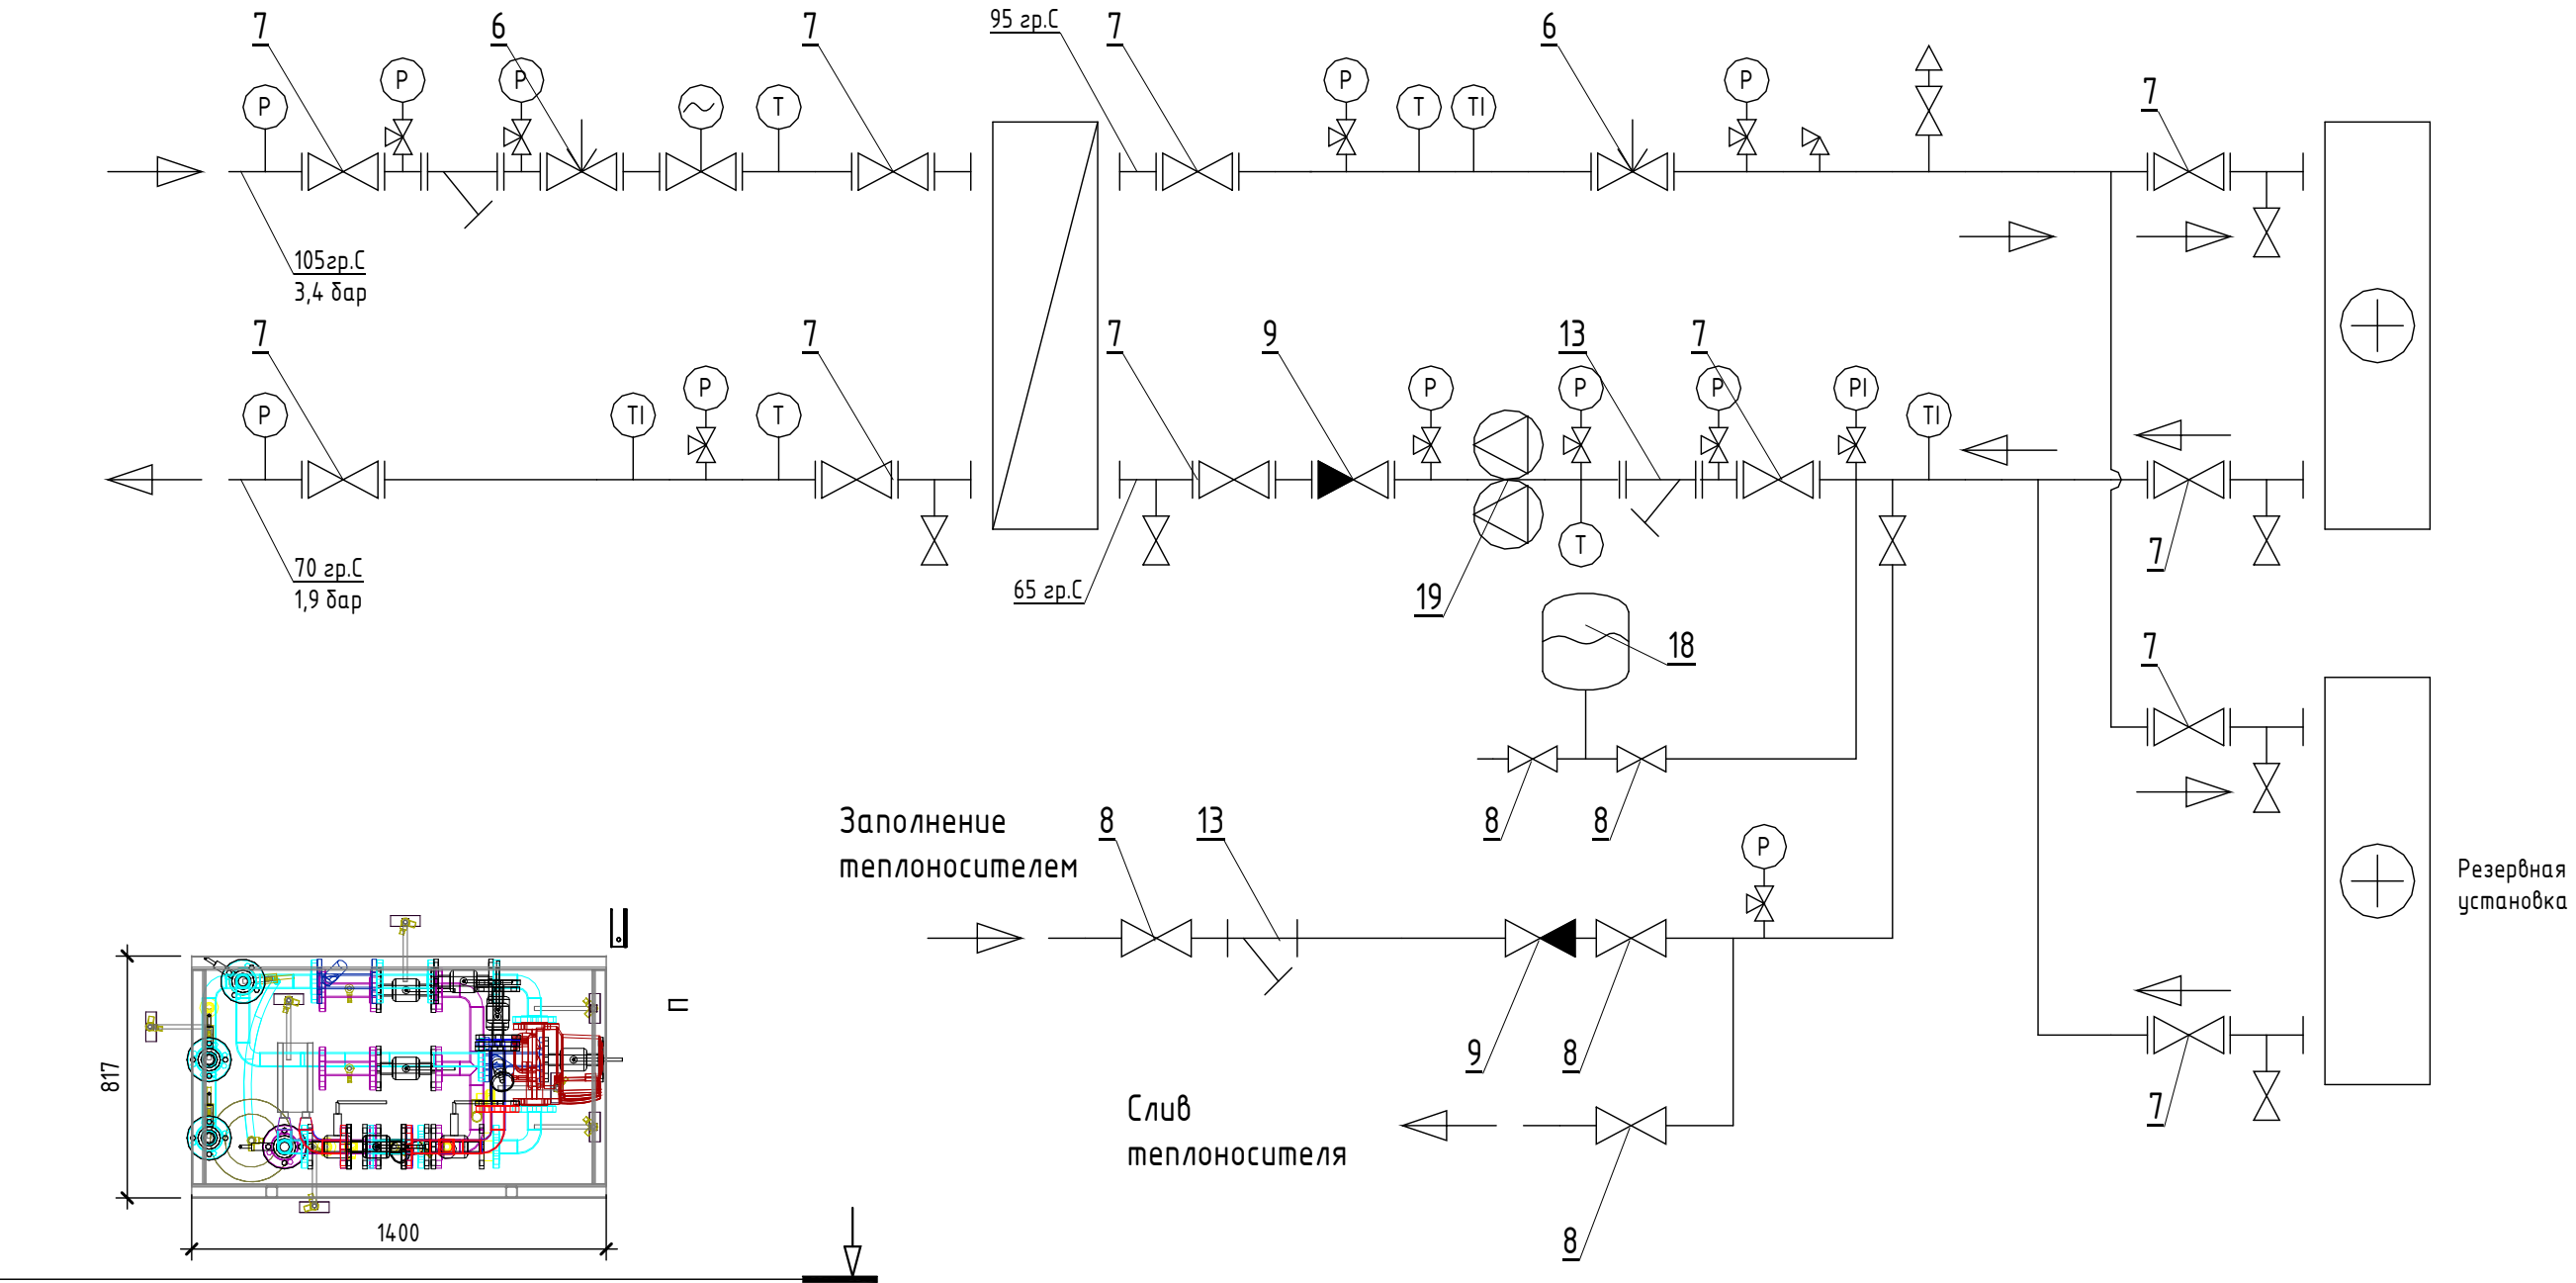 7
6
7
95 гр.С
7
6
7
P
P
P
T
P
T
TI
P
105гр.С
3,4 бар
7
7
7
9
13
7
P
TI
P
T
P
P
P
PI
TI
T
70 гр.С
1,9 бар
65 гр.С
19
7
18
7
Заполнение
теплоносителем
8
13
8
8
P
Резервная
установка
П
817
9
8
7
Слив
теплоносителя
1400
8